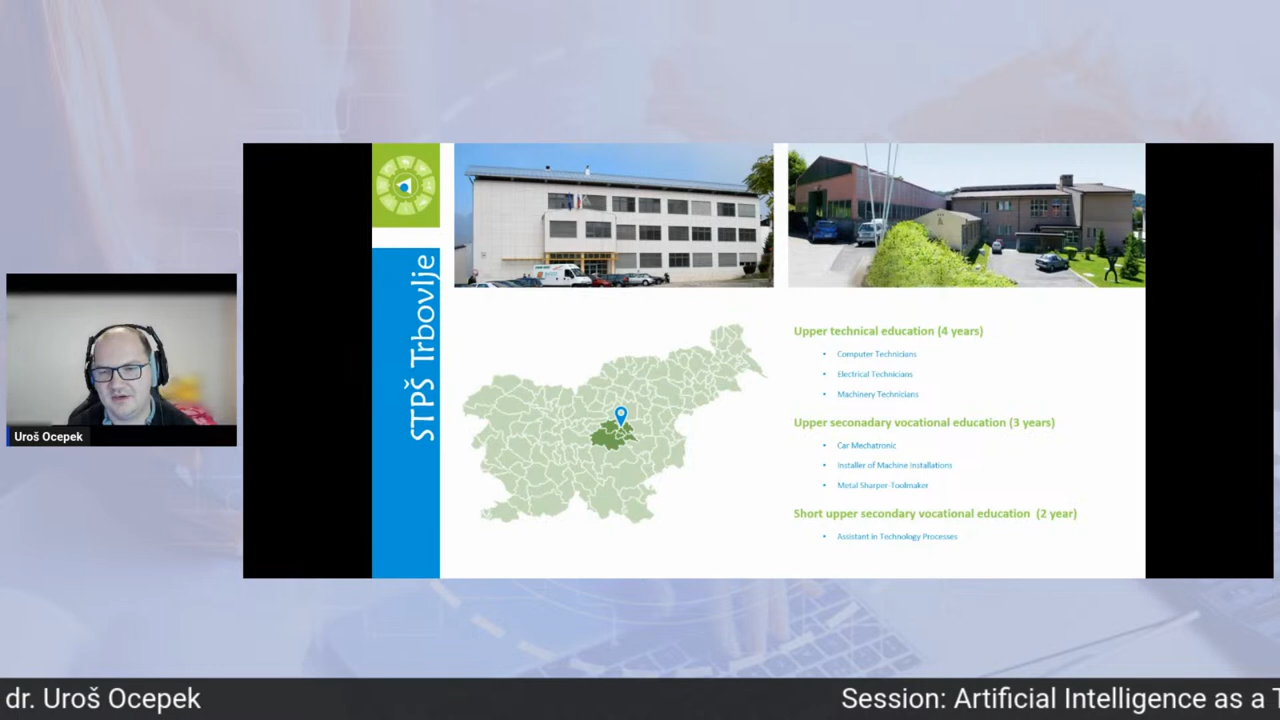 STPŠ Trbovlje
Upper technical education (4 years)
• Computer Technicians
• Electrical Technicians
• Machinery Technicians
Upper seconadary vocational education (3 years)
• Car Mechatronic
• Installer of Machine Installations
• Metal Sharper-Toolmaker
Short upper secondary vocational education (2 year)
• Assistant in Technology Processes
Uroš Ocepek
dr. Uroš Ocepek
Session: Artificial Intelligence as a T